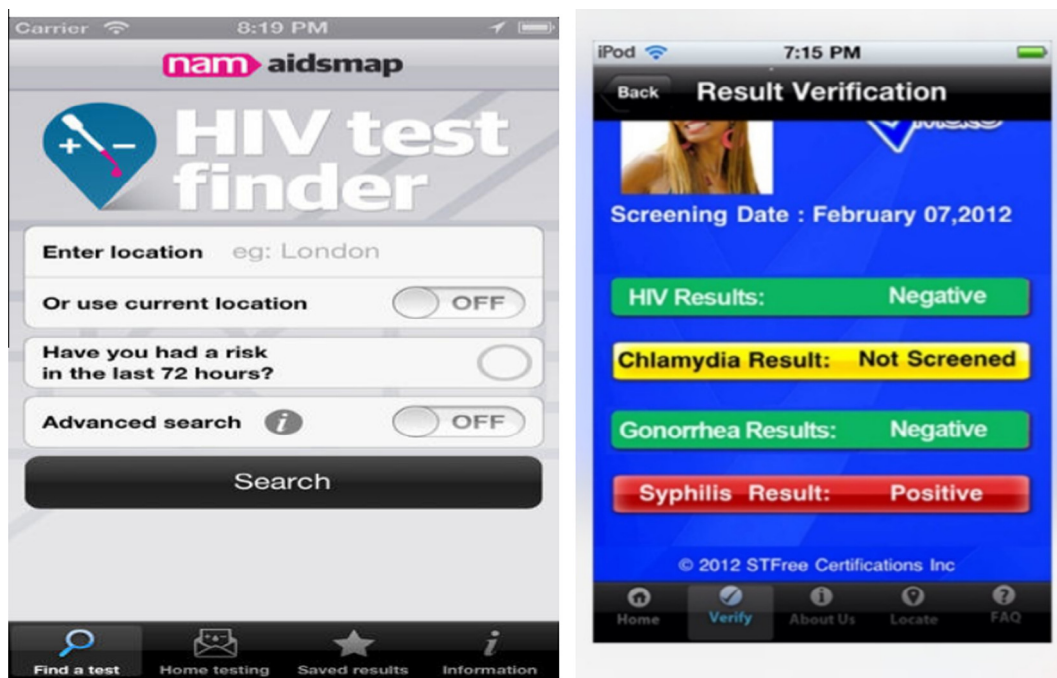 Carrier 8:19 PM
nam aidsmap
HIV test
finder
Enter location eg: London
Or use current location OFF
Have you had a risk
in the last 72 hours?
Advanced search i OFF
Search
Find a test Home testing Saved results Information
iPod 7:15 PM
Back Result Verification
Screening Date : February 07,2012
HIV Results: Negative
Chlamydia Result: Not Screened
Gonorrhea Results: Negative
Syphilis Result: Positive
© 2012 STFree Certifications Inc
Home Verify About Us Locate FAQ